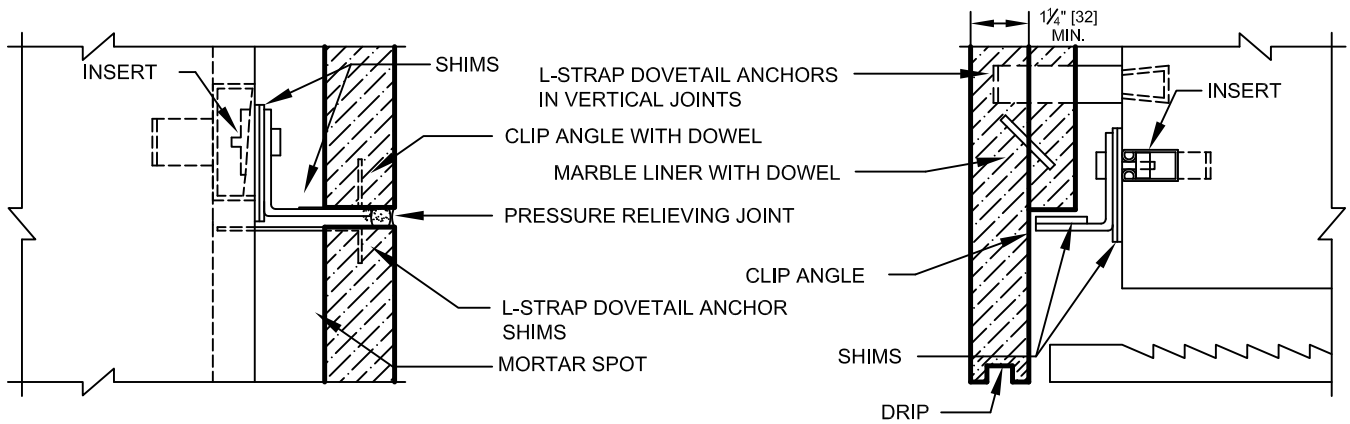 INSERT
SHIMS
CLIP ANGLE WITH DOWEL
PRESSURE RELIEVING JOINT
L-STRAP DOVETAIL ANCHOR
SHIMS
MORTAR SPOT
1¼" [32]
MIN.
L-STRAP DOVETAIL ANCHORS
IN VERTICAL JOINTS
INSERT
MARBLE LINER WITH DOWEL
CLIP ANGLE
SHIMS
DRIP